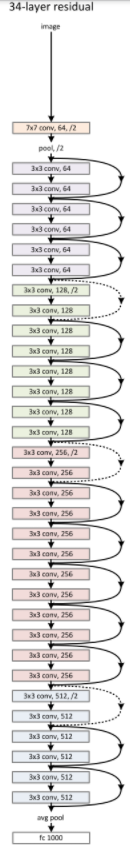 34-layer residual
image
7x7 conv, 64, /2
pool, /2
3x3 conv, 64
3x3 conv, 64
3x3 conv, 64
3x3 conv, 64
3x3 conv, 64
3x3 conv, 64
3x3 conv, 128, /2
3x3 conv, 128
3x3 conv, 128
3x3 conv, 128
3x3 conv, 128
3x3 conv, 128
3x3 conv, 128
3x3 conv, 128
3x3 conv, 256, /2
3x3 conv, 256
3x3 conv, 256
3x3 conv, 256
3x3 conv, 256
3x3 conv, 256
3x3 conv, 256
3x3 conv, 256
3x3 conv, 256
3x3 conv, 256
3x3 conv, 256
3x3 conv, 256
3x3 conv, 512, /2
3x3 conv, 512
3x3 conv, 512
3x3 conv, 512
3x3 conv, 512
3x3 conv, 512
avg pool
fc 1000